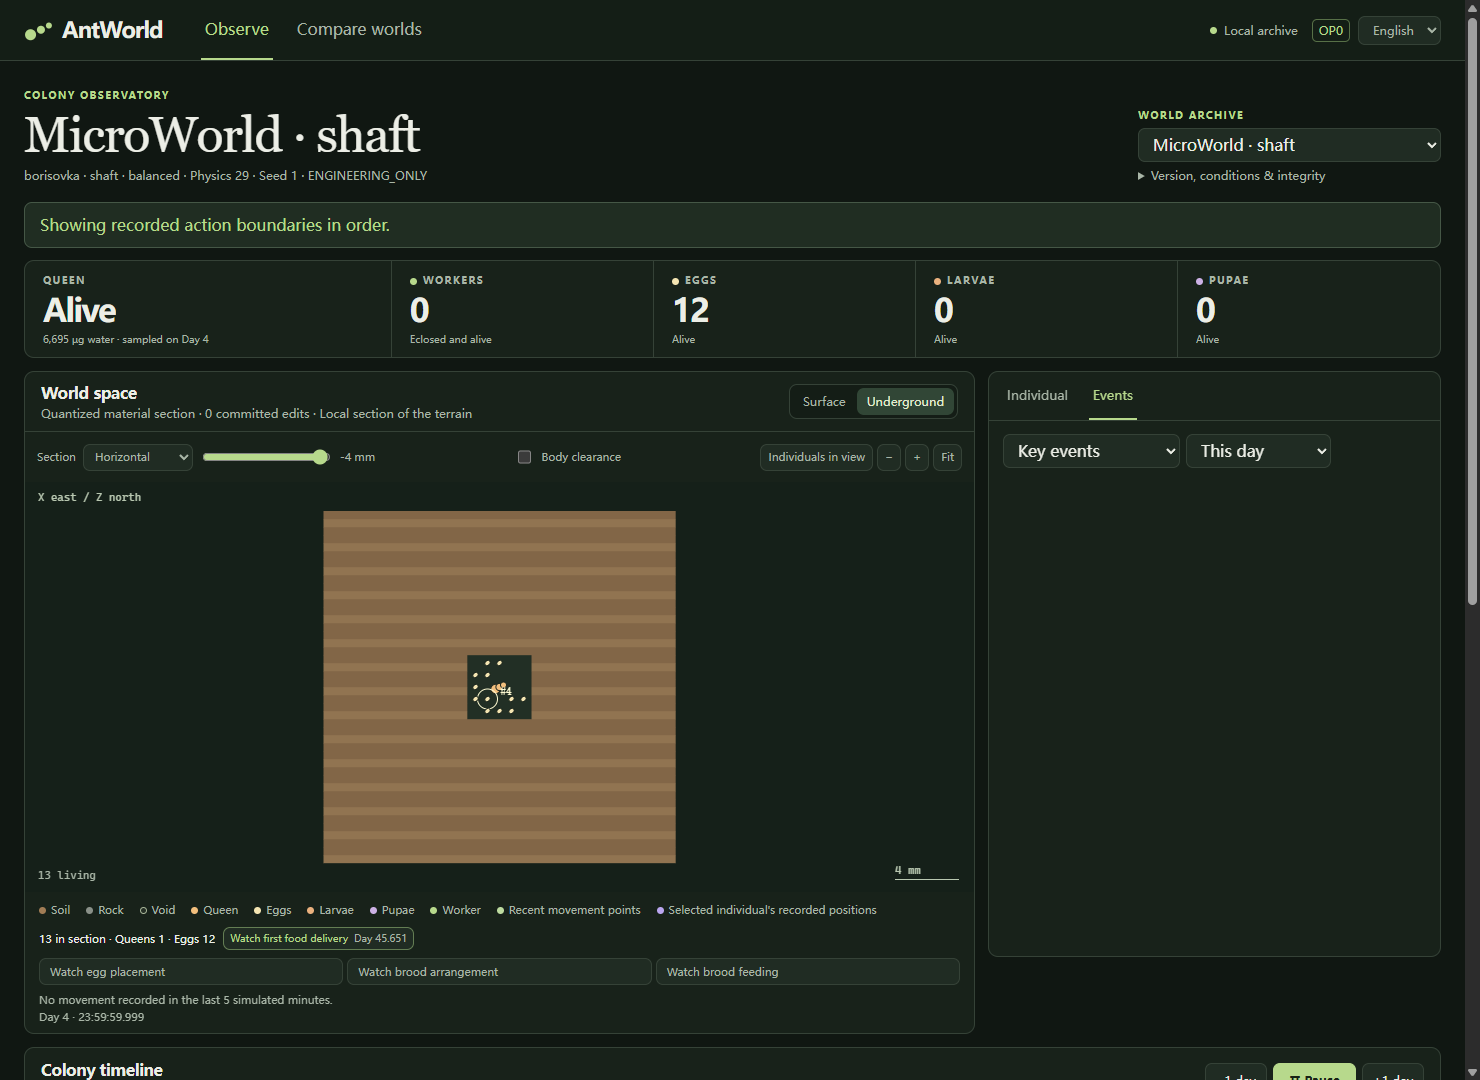 AntWorld
Observe
Compare worlds
Local archive
OP0
English
COLONY OBSERVATORY
MicroWorld · shaft
borisovka · shaft · balanced · Physics 29 · Seed 1 · ENGINEERING_ONLY
WORLD ARCHIVE
MicroWorld · shaft
Version, conditions & integrity
Showing recorded action boundaries in order.
QUEEN
Alive
6,695 µg water · sampled on Day 4
WORKERS
0
Eclosed and alive
EGGS
12
Alive
LARVAE
0
Alive
PUPAE
0
Alive
World space
Quantized material section · 0 committed edits · Local section of the terrain
Surface
Underground
Section
Horizontal
-4 mm
Body clearance
Individuals in view
−
+
Fit
X east / Z north
#4
13 living
4 mm
Soil
Rock
Void
Queen
Eggs
Larvae
Pupae
Worker
Recent movement points
Selected individual's recorded positions
13 in section · Queens 1 · Eggs 12
Watch first food delivery Day 45.651
Watch egg placement
Watch brood arrangement
Watch brood feeding
No movement recorded in the last 5 simulated minutes.
Day 4 · 23:59:59.999
Individual
Events
Key events
This day
Colony timeline
-1 day
Pause
+1 day